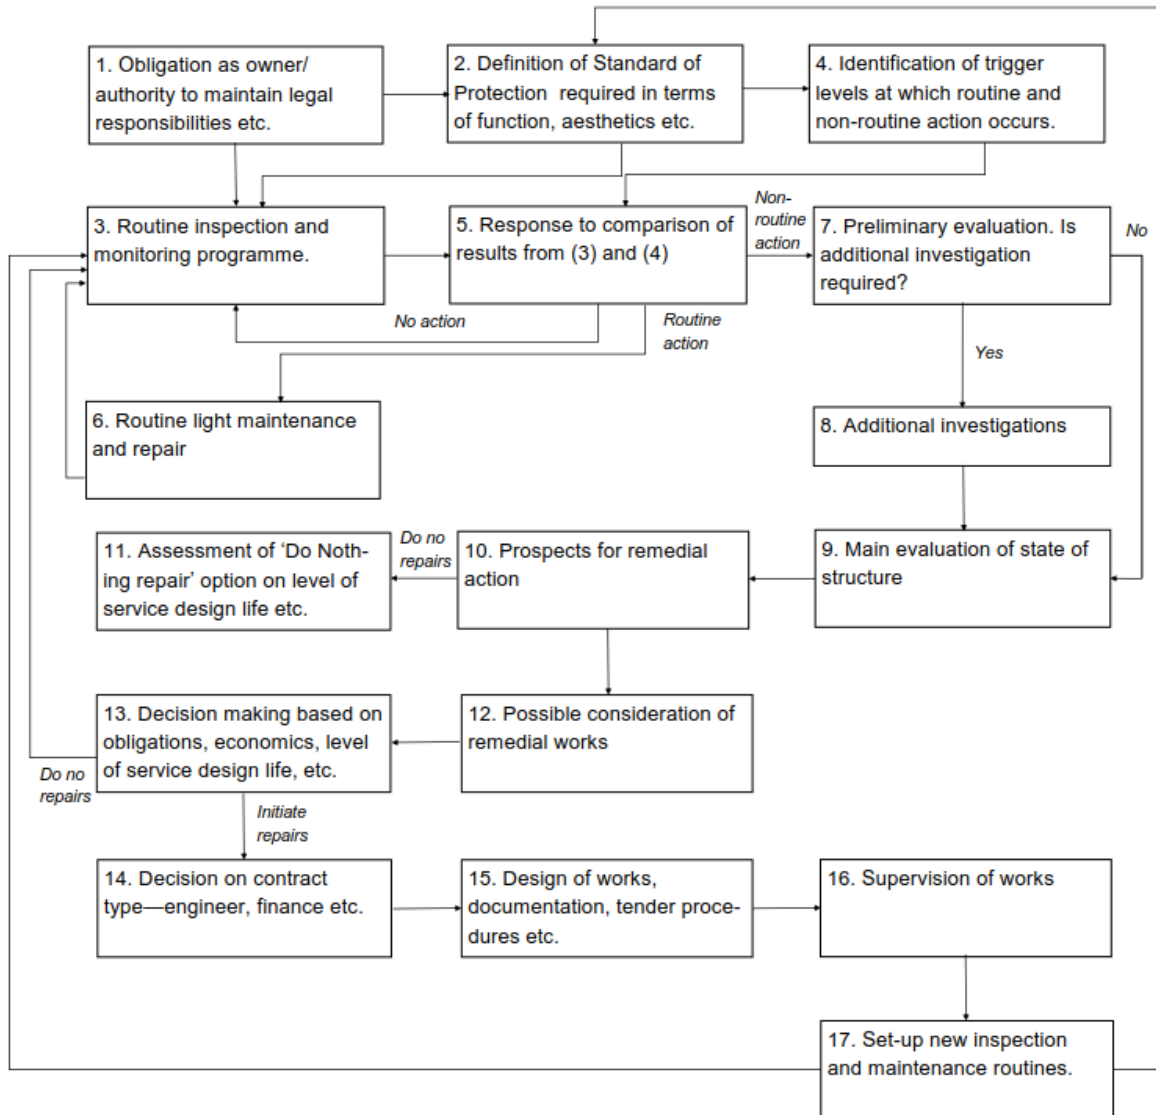 1. Obligation as owner/
authority to maintain legal
responsibilities etc.
2. Definition of Standard of
Protection required in terms
of function, aesthetics etc.
4. Identification of trigger
levels at which routine and
non-routine action occurs.
3. Routine inspection and
monitoring programme.
5. Response to comparison of
results from (3) and (4)
Non-
routine
action
7. Preliminary evaluation. Is
additional investigation
required?
No
No action
Routine
action
Yes
6. Routine light maintenance
and repair
8. Additional investigations
11. Assessment of ‘Do Noth-
ing repair’ option on level of
service design life etc.
Do no
repairs
10. Prospects for remedial
action
9. Main evaluation of state of
structure
13. Decision making based on
obligations, economics, level
of service design life, etc.
12. Possible consideration of
remedial works
Do no
repairs
Initiate
repairs
14. Decision on contract
type—engineer, finance etc.
15. Design of works,
documentation, tender proce-
dures etc.
16. Supervision of works
17. Set-up new inspection
and maintenance routines.